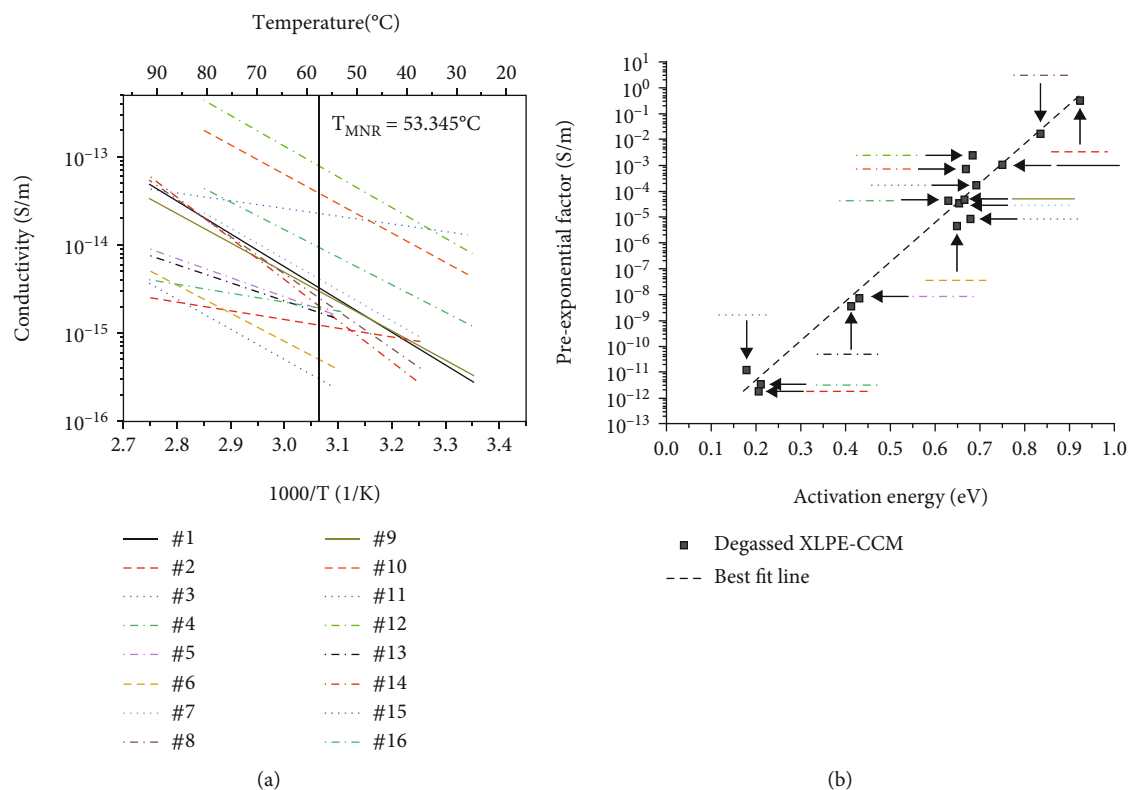 Temperature(°C)
90 80 70 60 50 40 30 20
T_MNR = 53.345°C
Conductivity (S/m)
10⁻¹³
10⁻¹⁴
10⁻¹⁵
10⁻¹⁶
2.7 2.8 2.9 3.0 3.1 3.2 3.3 3.4
1000/T (1/K)
#1 #9
#2 #10
#3 #11
#4 #12
#5 #13
#6 #14
#7 #15
#8 #16
(a)
Pre-exponential factor (S/m)
10¹
10⁰
10⁻¹
10⁻²
10⁻³
10⁻⁴
10⁻⁵
10⁻⁶
10⁻⁷
10⁻⁸
10⁻⁹
10⁻¹⁰
10⁻¹¹
10⁻¹²
10⁻¹³
0.0 0.1 0.2 0.3 0.4 0.5 0.6 0.7 0.8 0.9 1.0
Activation energy (eV)
Degassed XLPE-CCM
Best fit line
(b)